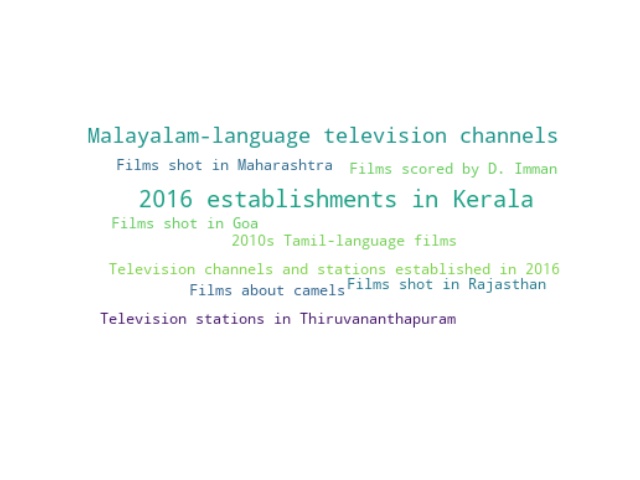 Malayalam-language television channels
Films shot in Maharashtra
Films scored by D. Imman
2016 establishments in Kerala
Films shot in Goa
2010s Tamil-language films
Television channels and stations established in 2016
Films about camels
Films shot in Rajasthan
Television stations in Thiruvananthapuram